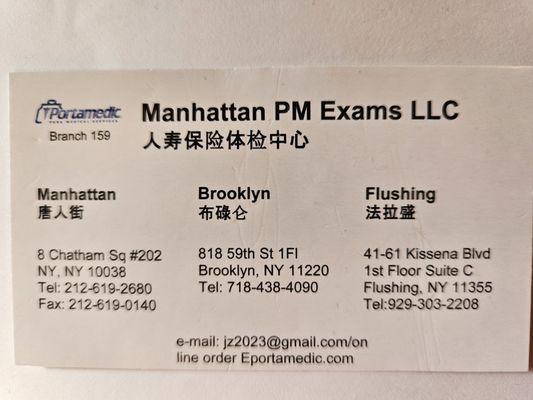 Portamedic
Branch 159
Manhattan PM Exams LLC
人寿保险体检中心
Manhattan
唐人街
8 Chatham Sq #202
NY, NY 10038
Tel: 212-619-2680
Fax: 212-619-0140
Brooklyn
布碌仑
818 59th St 1Fl
Brooklyn, NY 11220
Tel: 718-438-4090
Flushing
法拉盛
41-61 Kissena Blvd
1st Floor Suite C
Flushing, NY 11355
Tel:929-303-2208
e-mail: jz2023@gmail.com/on
line order Eportamedic.com